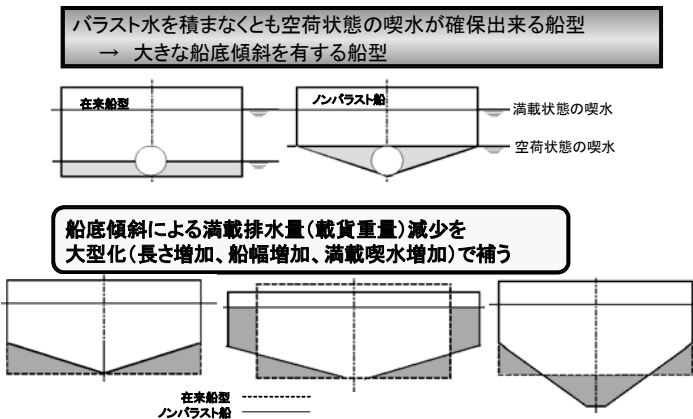 バラスト水を積まなくとも空荷状態の喫水が確保出来る船型
→ 大きな船底傾斜を有する船型
在来船型
ノンバラスト船
満載状態の喫水
空荷状態の喫水
船底傾斜による満載排水量(載貨重量)減少を
大型化(長さ増加、船幅増加、満載喫水増加)で補う
在来船型
ノンバラスト船